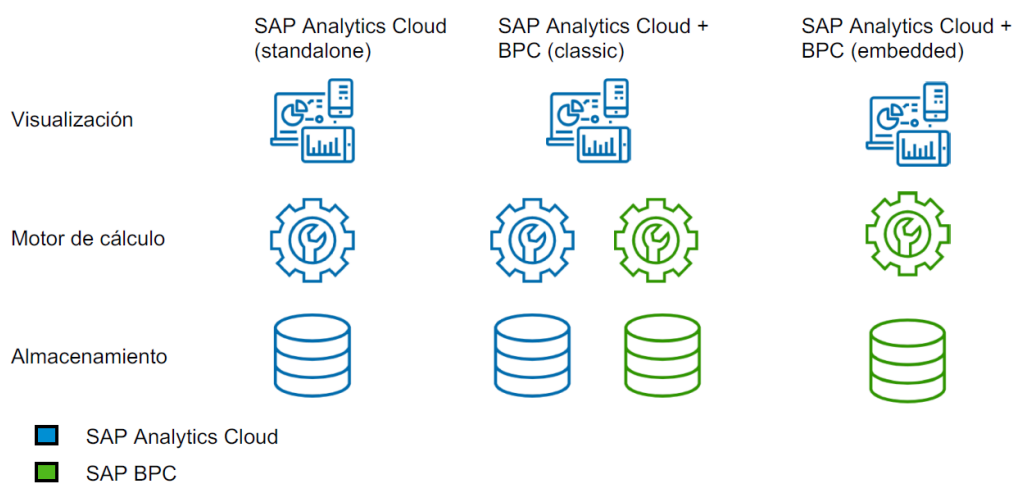 SAP Analytics Cloud
(standalone)
SAP Analytics Cloud +
BPC (classic)
SAP Analytics Cloud +
BPC (embedded)
Visualización
Motor de cálculo
Almacenamiento
SAP Analytics Cloud
SAP BPC